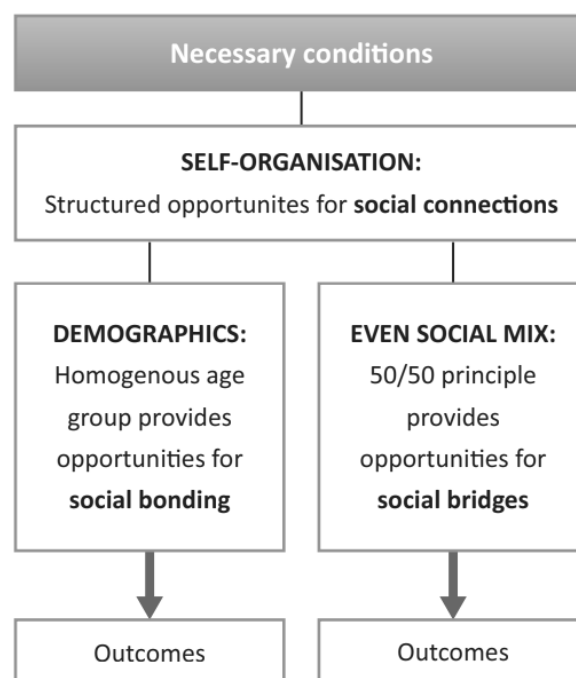 Necessary conditions
SELF-ORGANISATION:
Structured opportunites for social connections
DEMOGRAPHICS:
Homogenous age
group provides
opportunities for
social bonding
EVEN SOCIAL MIX:
50/50 principle
provides
opportunities for
social bridges
Outcomes
Outcomes